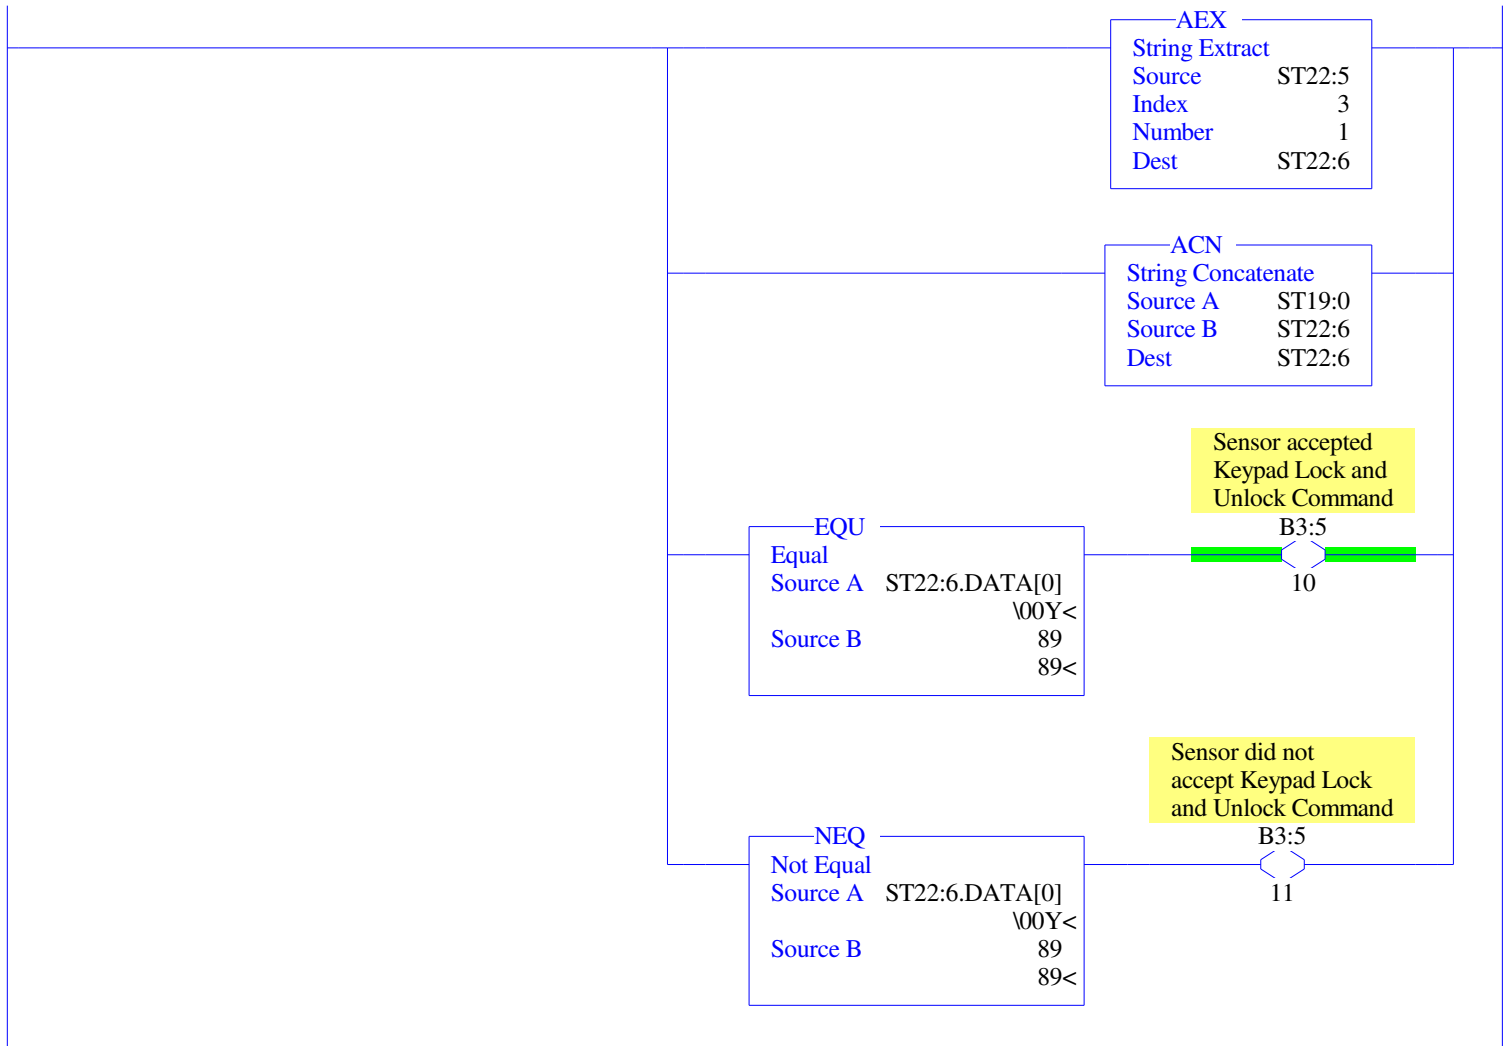 AEX
String Extract
Source ST22:5
Index 3
Number 1
Dest ST22:6
ACN
String Concatenate
Source A ST19:0
Source B ST22:6
Dest ST22:6
Sensor accepted
Keypad Lock and
Unlock Command
B3:5
10
EQU
Equal
Source A ST22:6.DATA[0]
\00Y<
Source B 89
89<
Sensor did not
accept Keypad Lock
and Unlock Command
B3:5
11
NEQ
Not Equal
Source A ST22:6.DATA[0]
\00Y<
Source B 89
89<